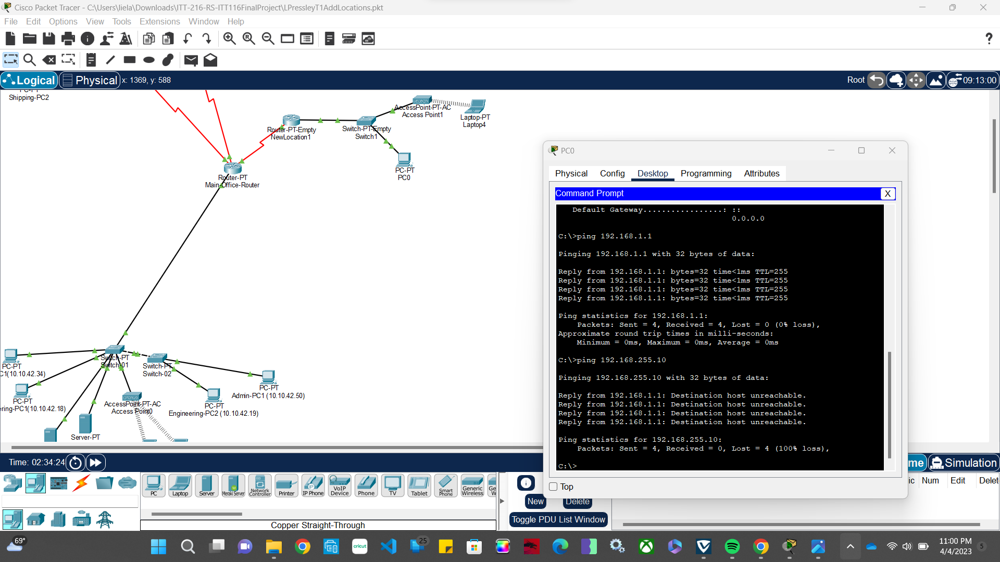 Cisco Packet Tracer - C:\Users\liela\Downloads\ITT-216-RS-ITT116FinalProject\LPressleyT1AddLocations.pkt
File Edit Options View Tools Extensions Window Help
?
Logical Physical x: 1369, y: 588
Root 09:13:00
PC-PT
Shipping-PC2
AccessPoint-PT-AC
Access Point1
Laptop-PT
Laptop4
Router-PT-Empty
NewLocation1
Switch-PT-Empty
Switch1
PC-PT
PC0
Router-PT
Main-Office-Router
PC0
Physical Config Desktop Programming Attributes
Command Prompt
X
Default Gateway.................: ::
0.0.0.0
C:\>ping 192.168.1.1
Pinging 192.168.1.1 with 32 bytes of data:
Reply from 192.168.1.1: bytes=32 time<1ms TTL=255
Reply from 192.168.1.1: bytes=32 time<1ms TTL=255
Reply from 192.168.1.1: bytes=32 time<1ms TTL=255
Reply from 192.168.1.1: bytes=32 time<1ms TTL=255
Ping statistics for 192.168.1.1:
Packets: Sent = 4, Received = 4, Lost = 0 (0% loss),
Approximate round trip times in milli-seconds:
Minimum = 0ms, Maximum = 0ms, Average = 0ms
C:\>ping 192.168.255.10
Pinging 192.168.255.10 with 32 bytes of data:
Reply from 192.168.1.1: Destination host unreachable.
Reply from 192.168.1.1: Destination host unreachable.
Reply from 192.168.1.1: Destination host unreachable.
Reply from 192.168.1.1: Destination host unreachable.
Ping statistics for 192.168.255.10:
Packets: Sent = 4, Received = 0, Lost = 4 (100% loss),
C:\>
Top
PC-PT
C1(10.10.42.34)
Switch-PT
Switch-01
Switch-PT
Switch-02
PC-PT
Admin-PC1 (10.10.42.50)
PC-PT
ering-PC1(10.10.42.18)
AccessPoint-PT-AC
Access Point0
PC-PT
Engineering-PC2 (10.10.42.19)
Server-PT
Time: 02:34:24
me Simulation
PC
Laptop
Server
Meraki Server
Network Controller
Printer
IP Phone
VoIP Device
Phone
TV
Tablet
Smart Phone
Generic Wireless
Ge
W
Copper Straight-Through
New Delete
Toggle PDU List Window
ic Num Edit Delet
69°
cricut
25
11:00 PM
4/4/2023
5